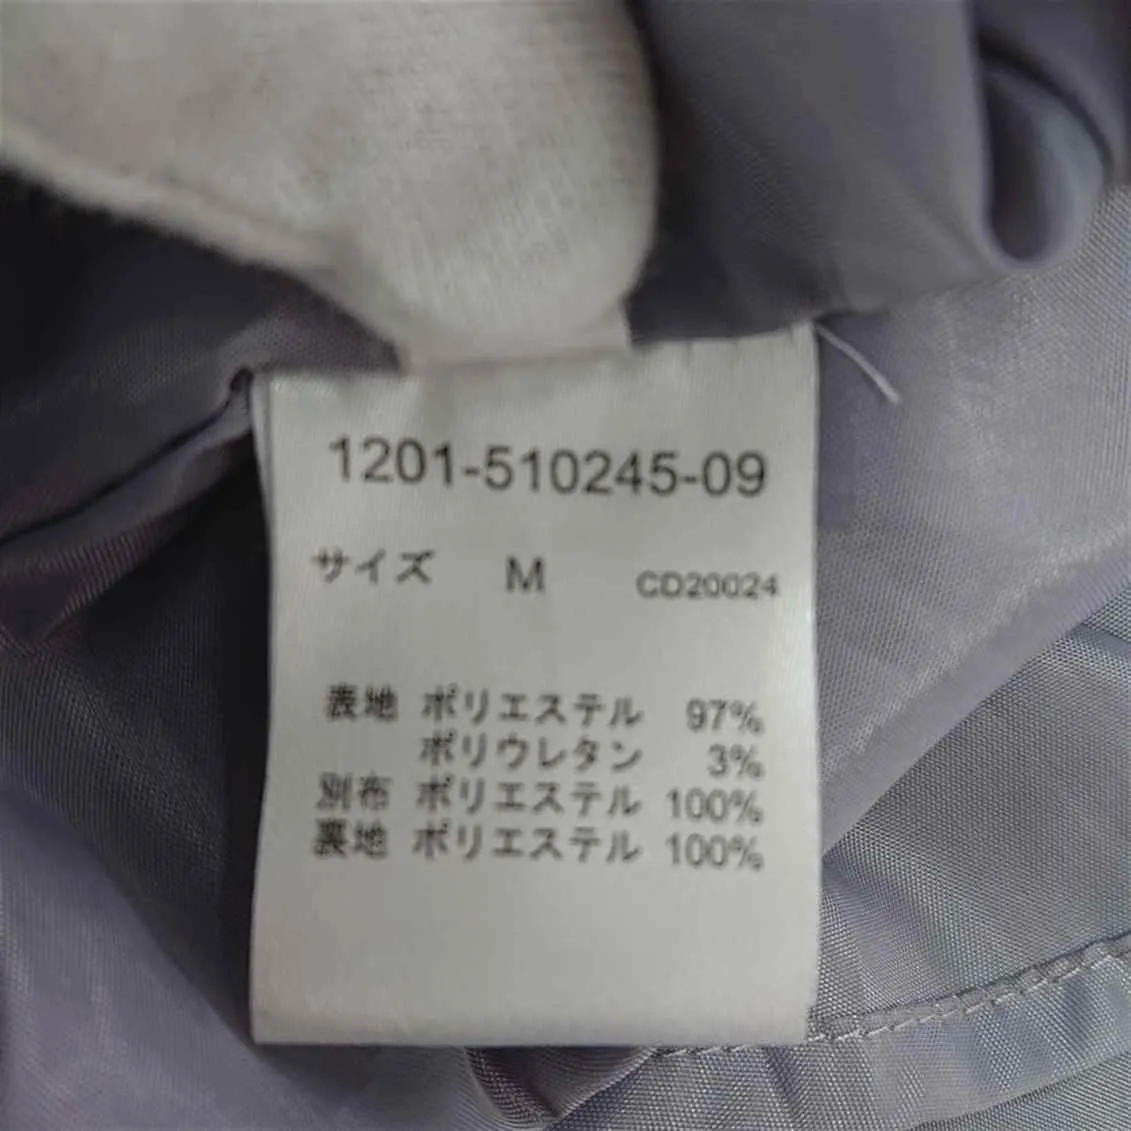 1201-510245-09
サイズ M CD20024
表地 ポリエステル 97%
ポリウレタン 3%
別布 ポリエステル 100%
裏地 ポリエステル 100%